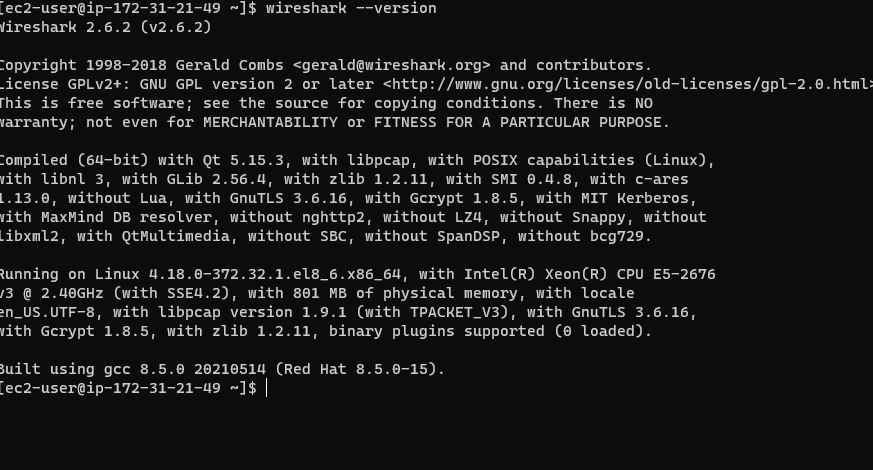 [ec2-user@ip-172-31-21-49 ~]$ wireshark --version
Wireshark 2.6.2 (v2.6.2)
Copyright 1998-2018 Gerald Combs <gerald@wireshark.org> and contributors.
License GPLv2+: GNU GPL version 2 or later <http://www.gnu.org/licenses/old-licenses/gpl-2.0.html>
This is free software; see the source for copying conditions. There is NO
warranty; not even for MERCHANTABILITY or FITNESS FOR A PARTICULAR PURPOSE.
Compiled (64-bit) with Qt 5.15.3, with libpcap, with POSIX capabilities (Linux),
with libnl 3, with GLib 2.56.4, with zlib 1.2.11, with SMI 0.4.8, with c-ares
1.13.0, without Lua, with GnuTLS 3.6.16, with Gcrypt 1.8.5, with MIT Kerberos,
with MaxMind DB resolver, without nghttp2, without LZ4, without Snappy, without
libxml2, with QtMultimedia, without SBC, without SpanDSP, without bcg729.
Running on Linux 4.18.0-372.32.1.el8_6.x86_64, with Intel(R) Xeon(R) CPU E5-2676
v3 @ 2.40GHz (with SSE4.2), with 801 MB of physical memory, with locale
en_US.UTF-8, with libpcap version 1.9.1 (with TPACKET_V3), with GnuTLS 3.6.16,
with Gcrypt 1.8.5, with zlib 1.2.11, binary plugins supported (0 loaded).
Built using gcc 8.5.0 20210514 (Red Hat 8.5.0-15).
[ec2-user@ip-172-31-21-49 ~]$